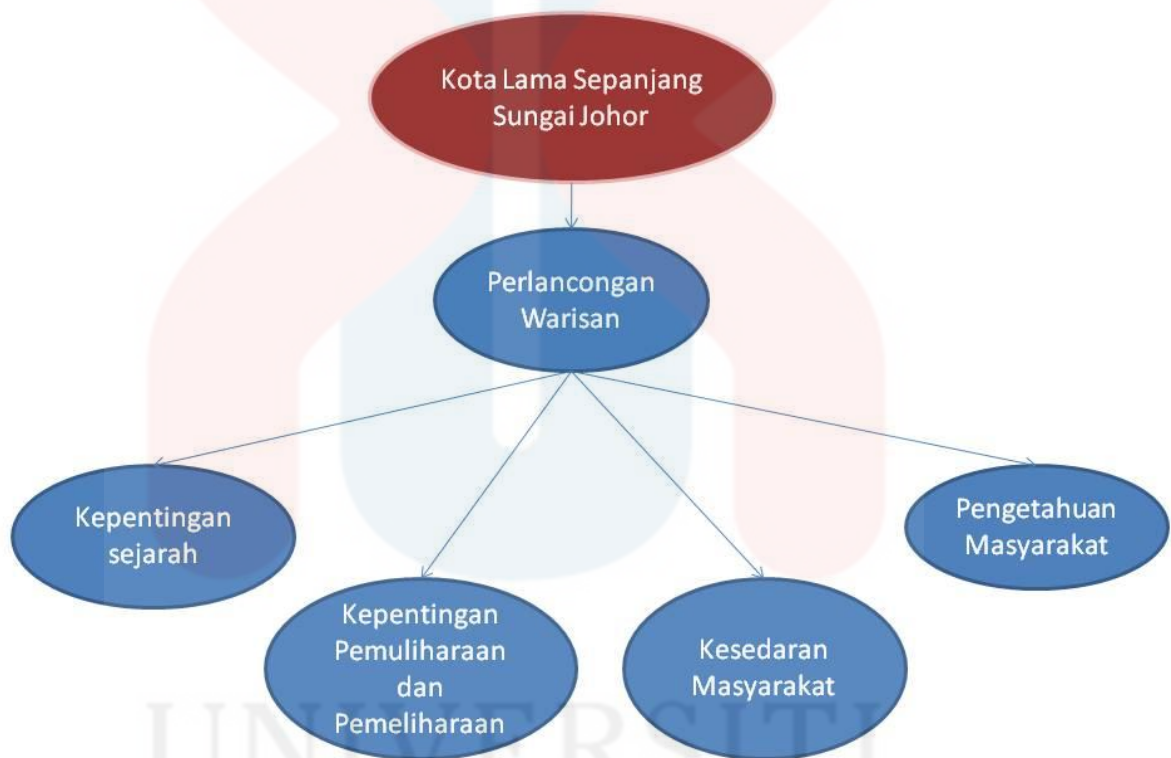 Kota Lama Sepanjang
Sungai Johor
Perlancongan
Warisan
Kepentingan
sejarah
Kepentingan
Pemuliharaan
dan
Pemeliharaan
Kesedaran
Masyarakat
Pengetahuan
Masyarakat
UNIVERSITI